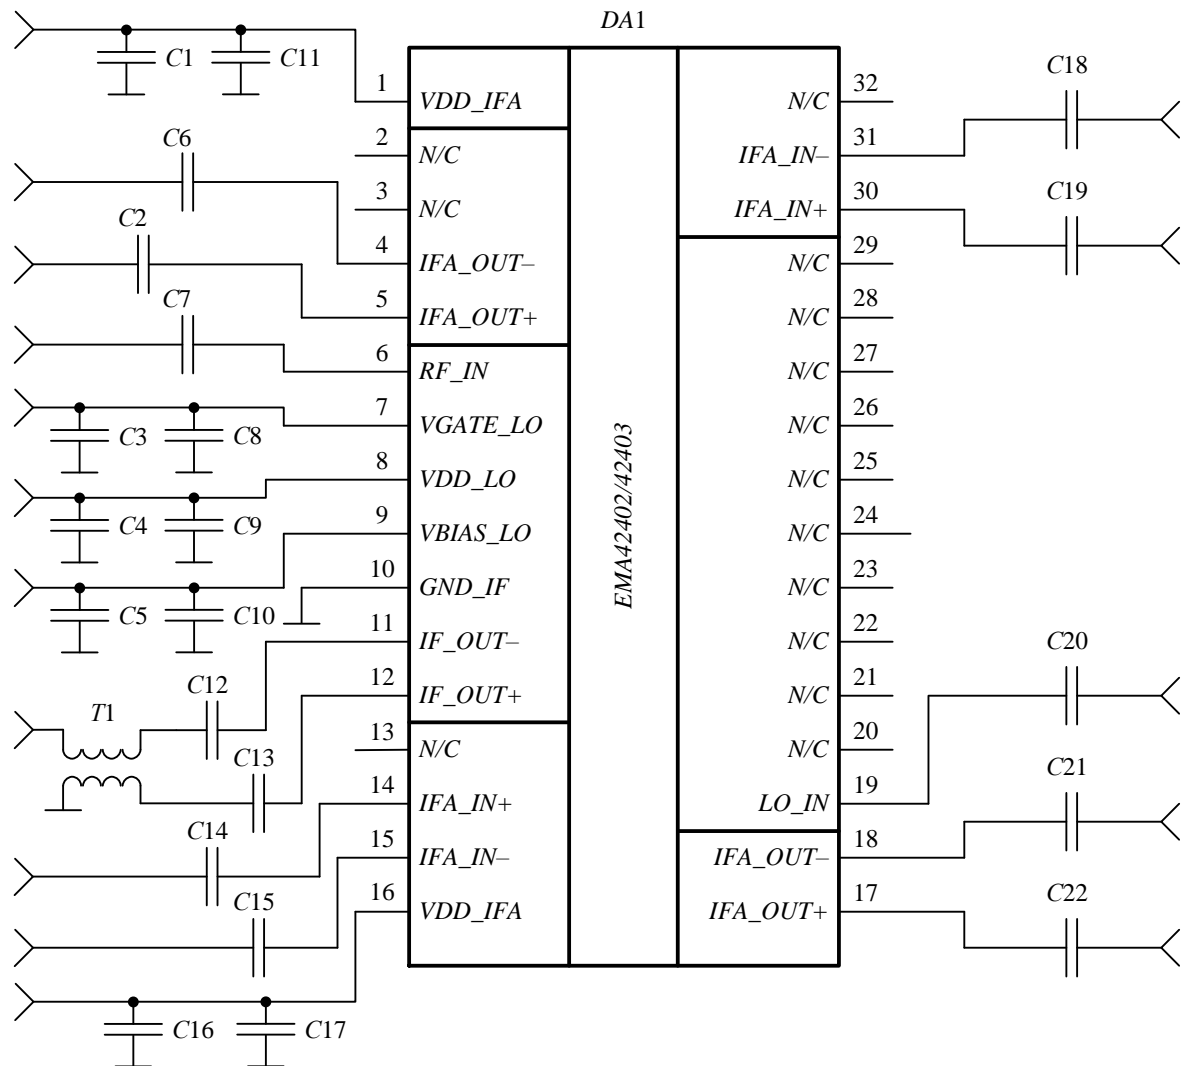 DA1
C1
C11
1
VDD_IFA
32
N/C
C18
C6
2
N/C
31
IFA_IN–
3
N/C
30
IFA_IN+
C19
C2
4
IFA_OUT–
29
N/C
C7
5
IFA_OUT+
28
N/C
6
RF_IN
27
N/C
C3
C8
7
VGATE_LO
26
N/C
8
VDD_LO
25
N/C
C4
C9
9
VBIAS_LO
24
N/C
EMA42402/42403
10
GND_IF
23
N/C
C5
C10
11
IF_OUT–
22
N/C
C20
C12
12
IF_OUT+
21
N/C
T1
13
N/C
20
N/C
C13
14
IFA_IN+
19
LO_IN
C21
C14
15
IFA_IN–
18
IFA_OUT–
C15
16
VDD_IFA
17
IFA_OUT+
C22
C16
C17